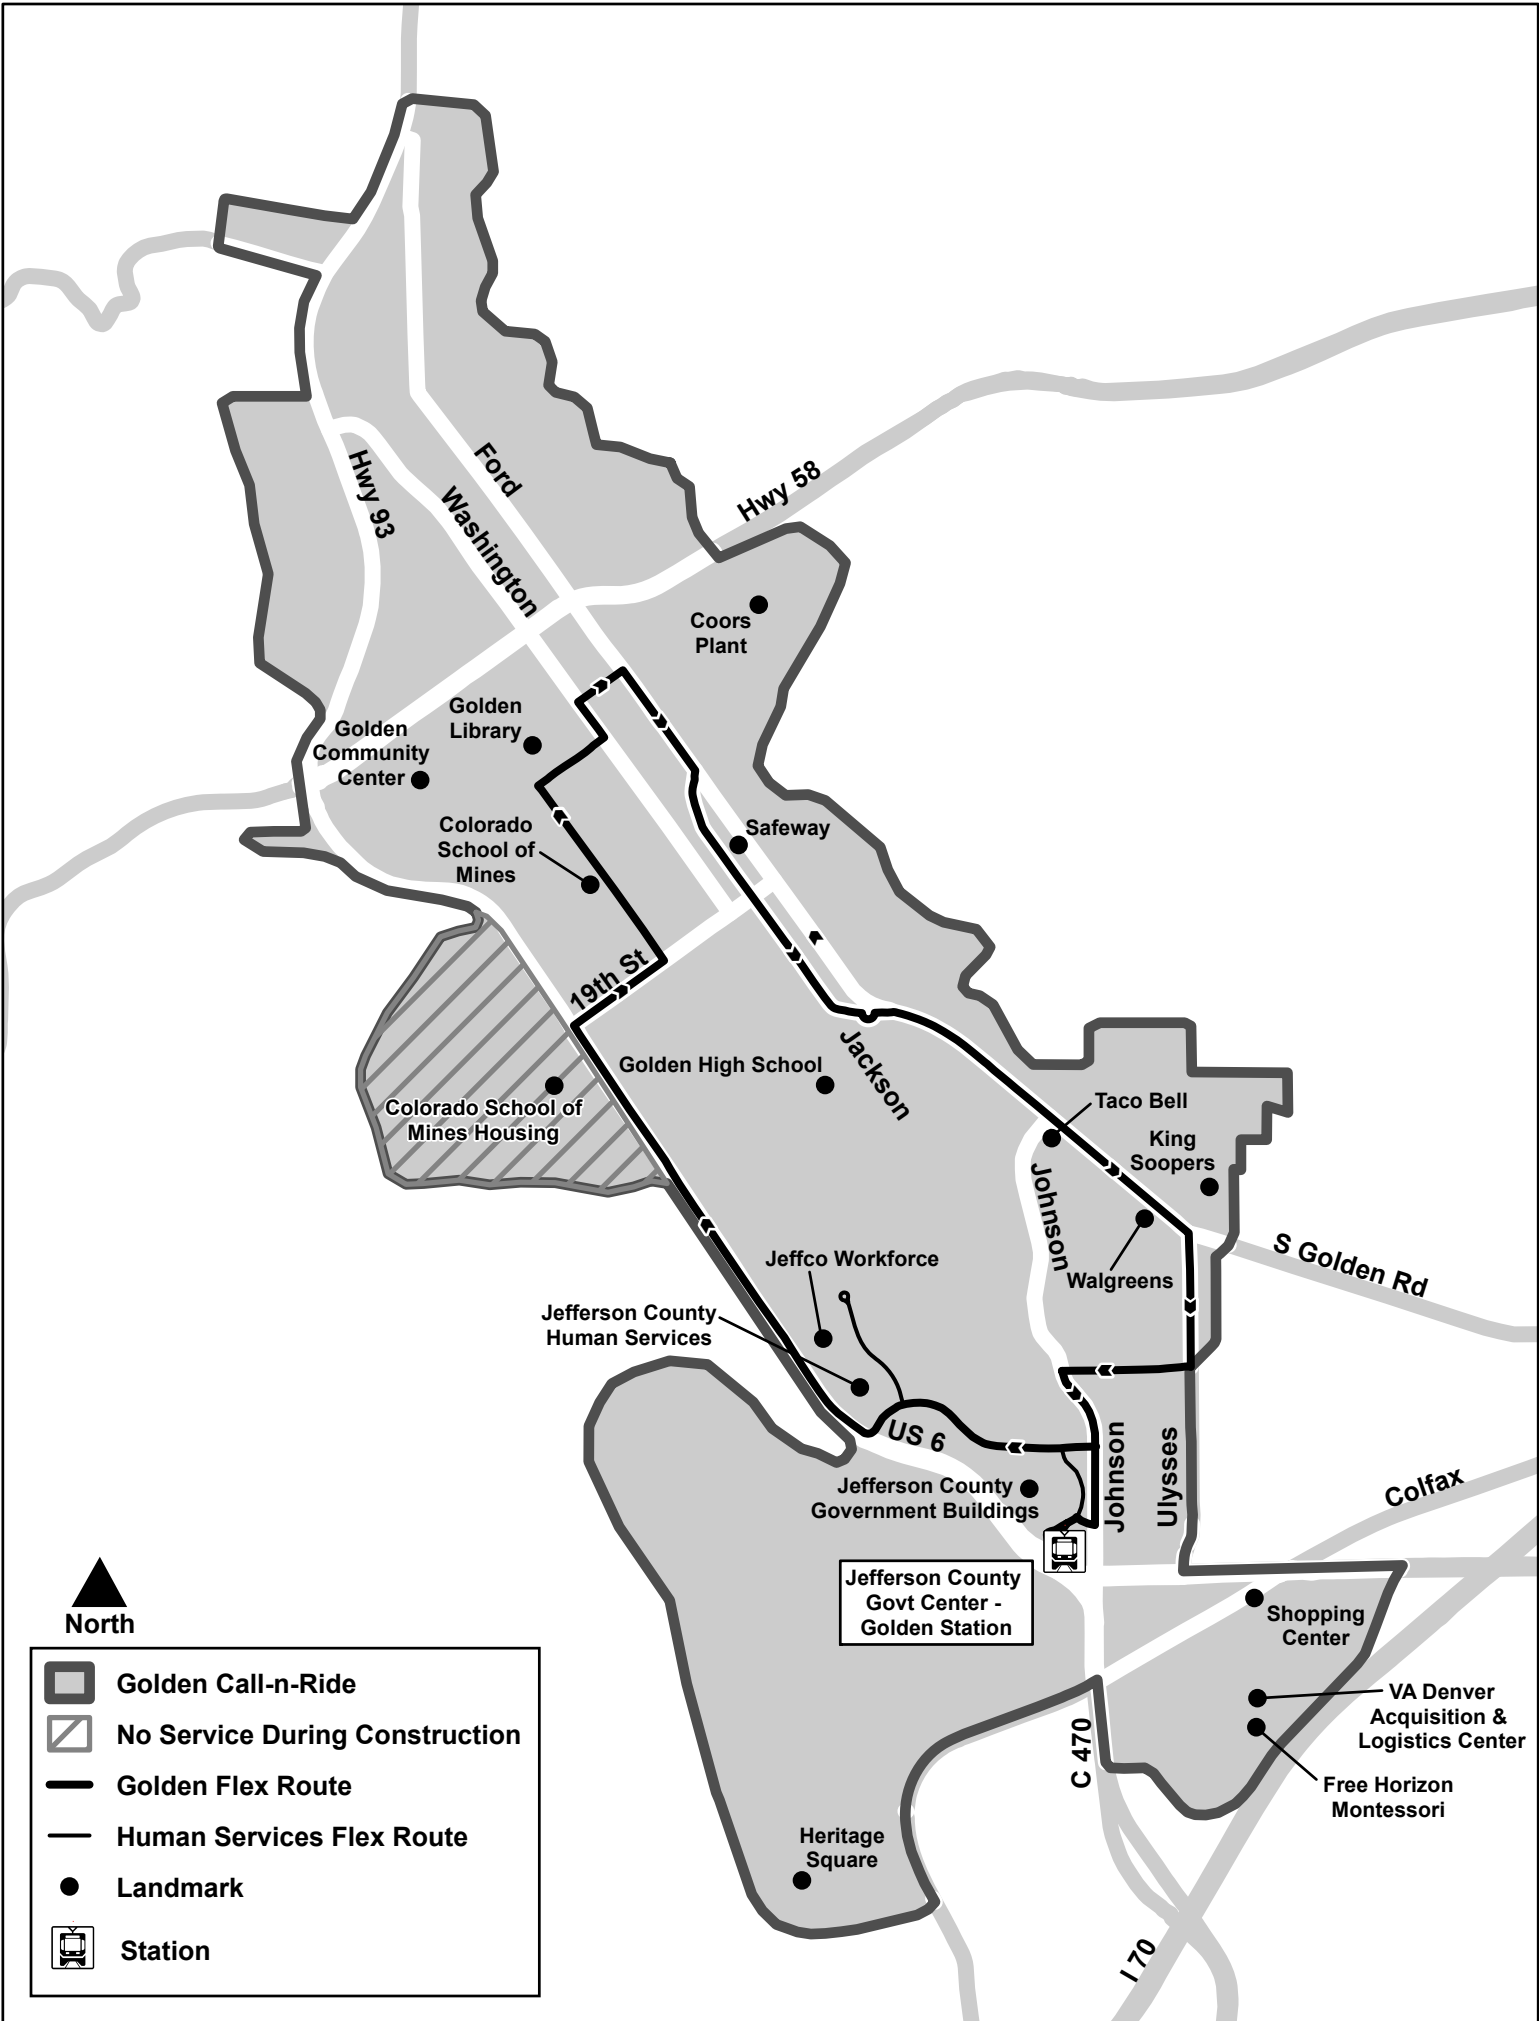 Ford
Hwy 93
Washington
Hwy 58
Coors
Plant
Golden
Library
Golden
Community
Center
Colorado
School of
Mines
Safeway
19th St
Golden High School
Jackson
Colorado School of
Mines Housing
Taco Bell
King
Soopers
Johnson
Walgreens
S Golden Rd
Jeffco Workforce
Jefferson County
Human Services
US 6
Johnson
Ulysses
Colfax
Jefferson County
Government Buildings
Jefferson County
Govt Center -
Golden Station
Shopping
Center
VA Denver
Acquisition &
Logistics Center
C 470
Free Horizon
Montessori
Heritage
Square
I 70
North
Golden Call-n-Ride
No Service During Construction
Golden Flex Route
Human Services Flex Route
Landmark
Station